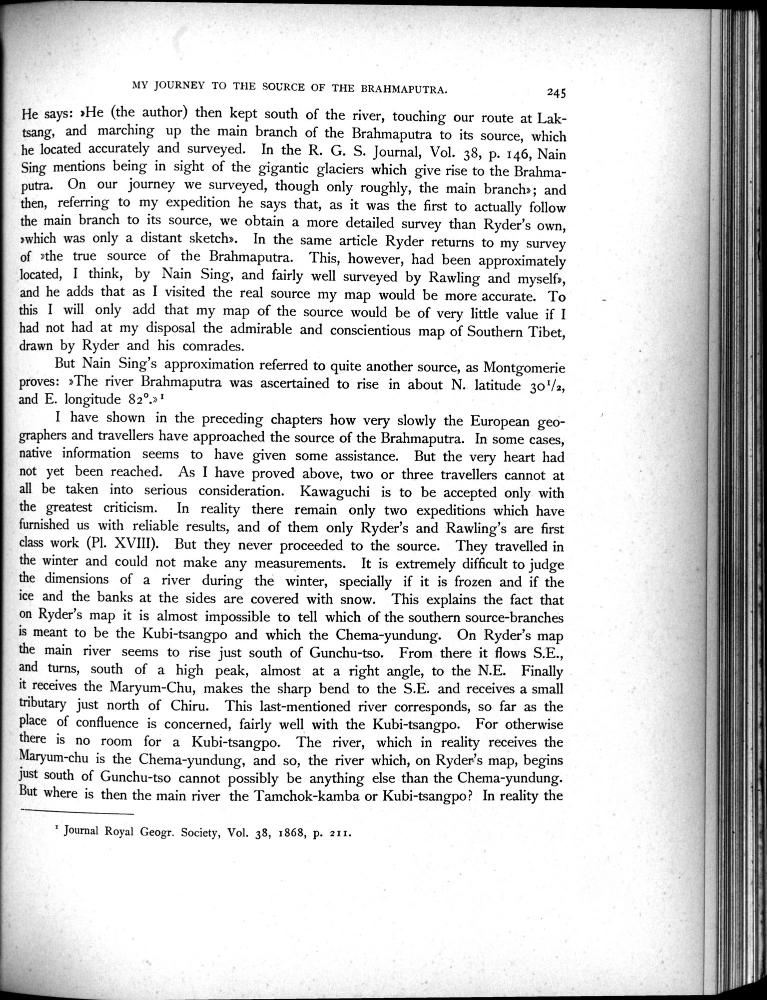 MY JOURNEY TO THE SOURCE OF THE BRAHMAPUTRA.
245
He says: »He (the author) then kept south of the river, touching our route at Lak-
tsang, and marching up the main branch of the Brahmaputra to its source, which
he located accurately and surveyed. In the R. G. S. Journal, Vol. 38, p. 146, Nain
Sing mentions being in sight of the gigantic glaciers which give rise to the Brahma-
putra. On our journey we surveyed, though only roughly, the main branch»; and
then, referring to my expedition he says that, as it was the first to actually follow
the main branch to its source, we obtain a more detailed survey than Ryder's own,
»which was only a distant sketch». In the same article Ryder returns to my survey
of »the true source of the Brahmaputra. This, however, had been approximately
located, I think, by Nain Sing, and fairly well surveyed by Rawling and myself»,
and he adds that as I visited the real source my map would be more accurate. To
this I will only add that my map of the source would be of very little value if I
had not had at my disposal the admirable and conscientious map of Southern Tibet,
drawn by Ryder and his comrades.
But Nain Sing's approximation referred to quite another source, as Montgomerie
proves: »The river Brahmaputra was ascertained to rise in about N. latitude 30 1/2,
and E. longitude 82°.» ¹
I have shown in the preceding chapters how very slowly the European geo-
graphers and travellers have approached the source of the Brahmaputra. In some cases,
native information seems to have given some assistance. But the very heart had
not yet been reached. As I have proved above, two or three travellers cannot at
all be taken into serious consideration. Kawaguchi is to be accepted only with
the greatest criticism. In reality there remain only two expeditions which have
furnished us with reliable results, and of them only Ryder's and Rawling's are first
class work (Pl. XVIII). But they never proceeded to the source. They travelled in
the winter and could not make any measurements. It is extremely difficult to judge
the dimensions of a river during the winter, specially if it is frozen and if the
ice and the banks at the sides are covered with snow. This explains the fact that
on Ryder's map it is almost impossible to tell which of the southern source-branches
is meant to be the Kubi-tsangpo and which the Chema-yundung. On Ryder's map
the main river seems to rise just south of Gunchu-tso. From there it flows S.E.,
and turns, south of a high peak, almost at a right angle, to the N.E. Finally
it receives the Maryum-Chu, makes the sharp bend to the S.E. and receives a small
tributary just north of Chiru. This last-mentioned river corresponds, so far as the
place of confluence is concerned, fairly well with the Kubi-tsangpo. For otherwise
there is no room for a Kubi-tsangpo. The river, which in reality receives the
Maryum-chu is the Chema-yundung, and so, the river which, on Ryder's map, begins
just south of Gunchu-tso cannot possibly be anything else than the Chema-yundung.
But where is then the main river the Tamchok-kamba or Kubi-tsangpo? In reality the
¹ Journal Royal Geogr. Society, Vol. 38, 1868, p. 211.